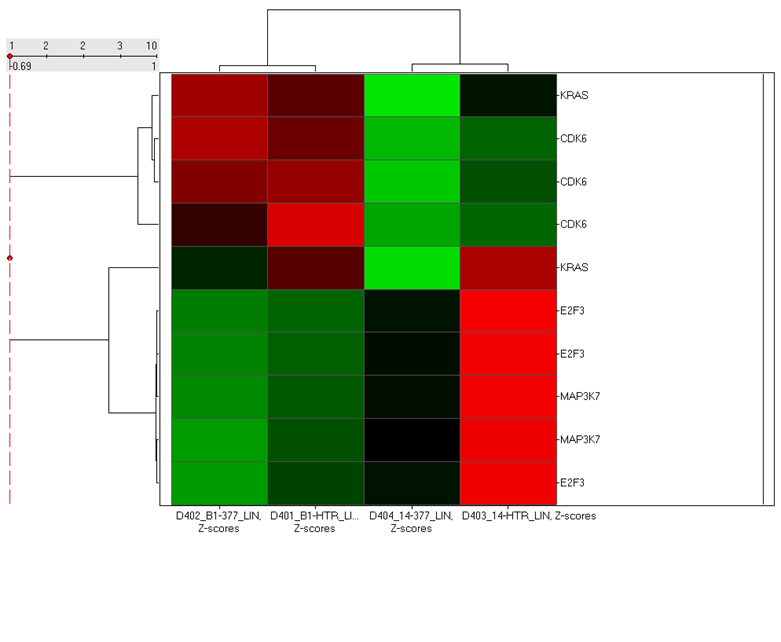 1 2 2 3 10
-0.69 1
KRAS
CDK6
CDK6
CDK6
KRAS
E2F3
E2F3
MAP3K7
MAP3K7
E2F3
D402_B1-377_LIN, D401_B1-HTR_LI... D404_14-377_LIN, D403_14-HTR_LIN, Z-scores
Z-scores Z-scores Z-scores